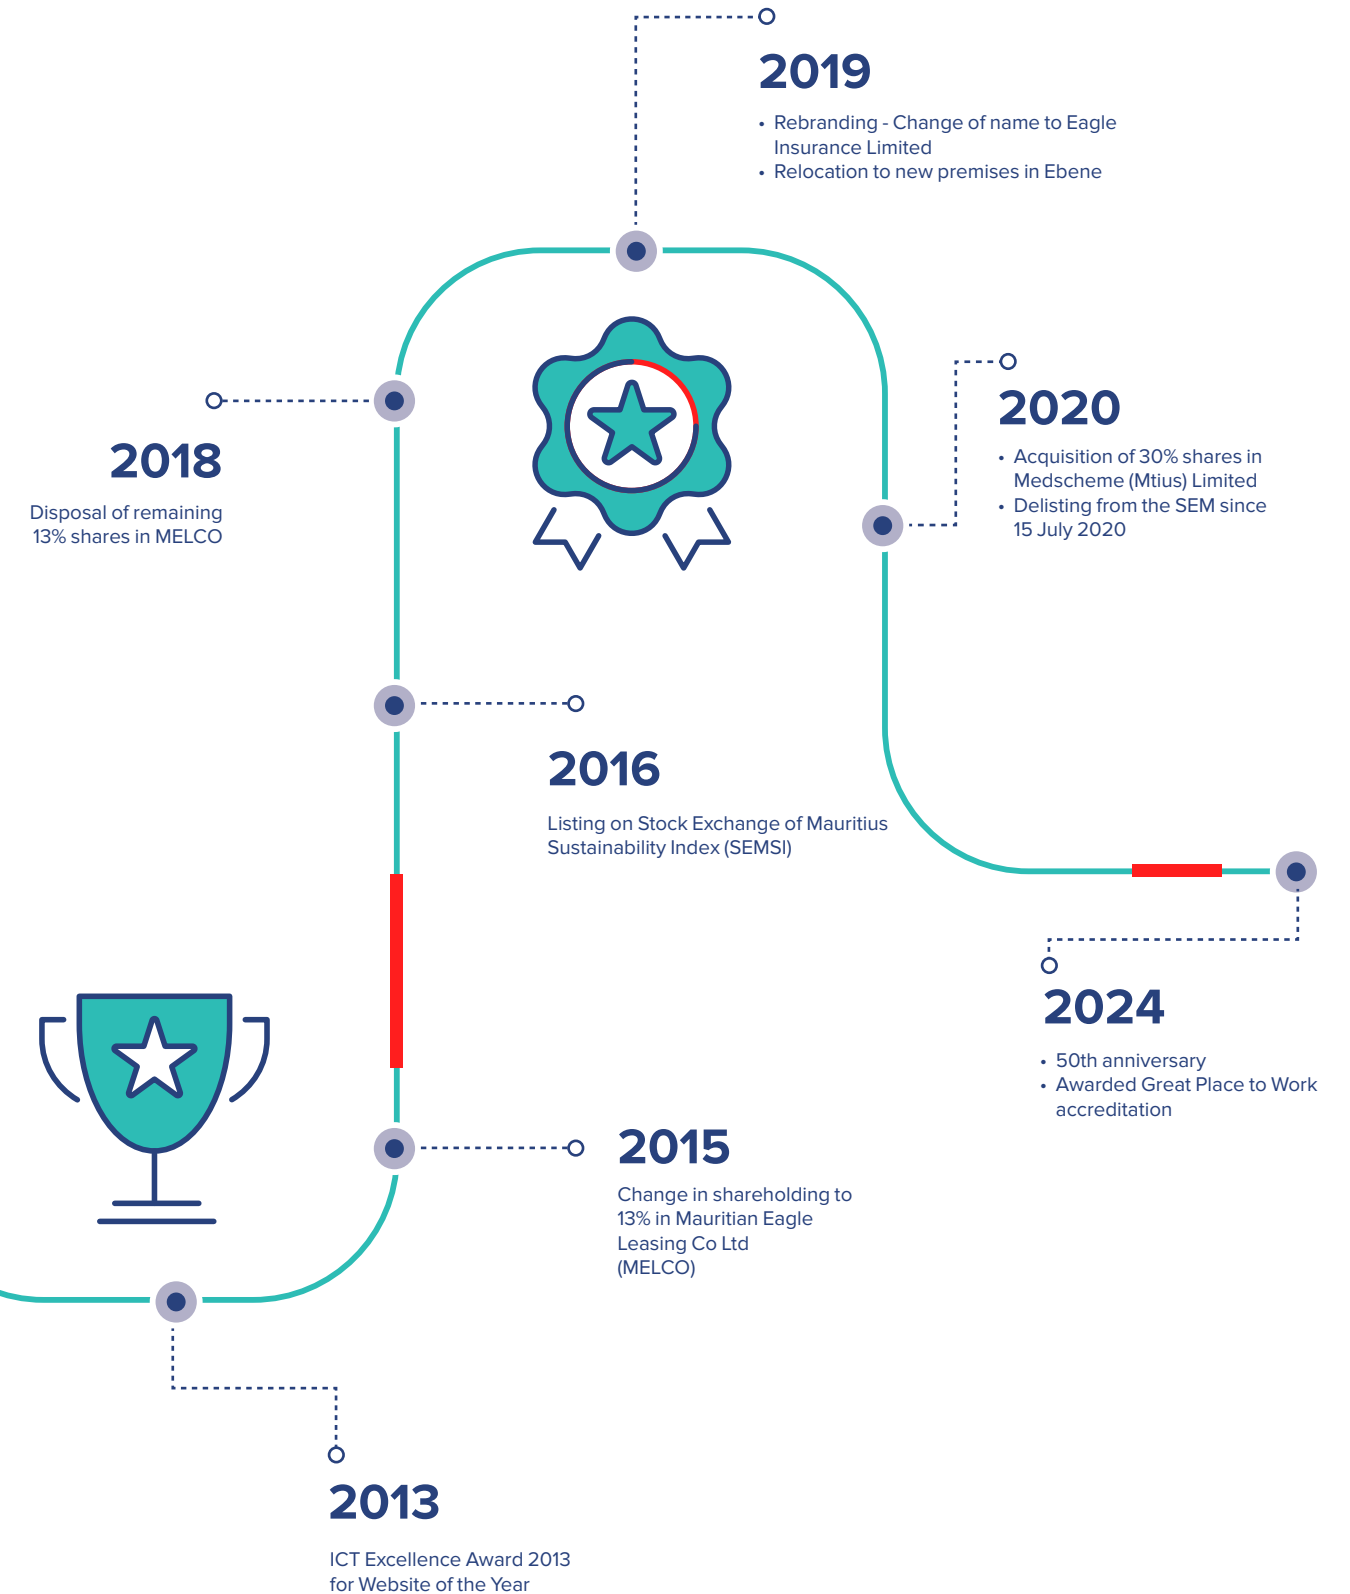 2019
• Rebranding - Change of name to Eagle
Insurance Limited
• Relocation to new premises in Ebene
2020
• Acquisition of 30% shares in
Medscheme (Mtius) Limited
• Delisting from the SEM since
15 July 2020
2018
Disposal of remaining
13% shares in MELCO
2016
Listing on Stock Exchange of Mauritius
Sustainability Index (SEMSI)
2024
• 50th anniversary
• Awarded Great Place to Work
accreditation
2015
Change in shareholding to
13% in Mauritian Eagle
Leasing Co Ltd
(MELCO)
2013
ICT Excellence Award 2013
for Website of the Year